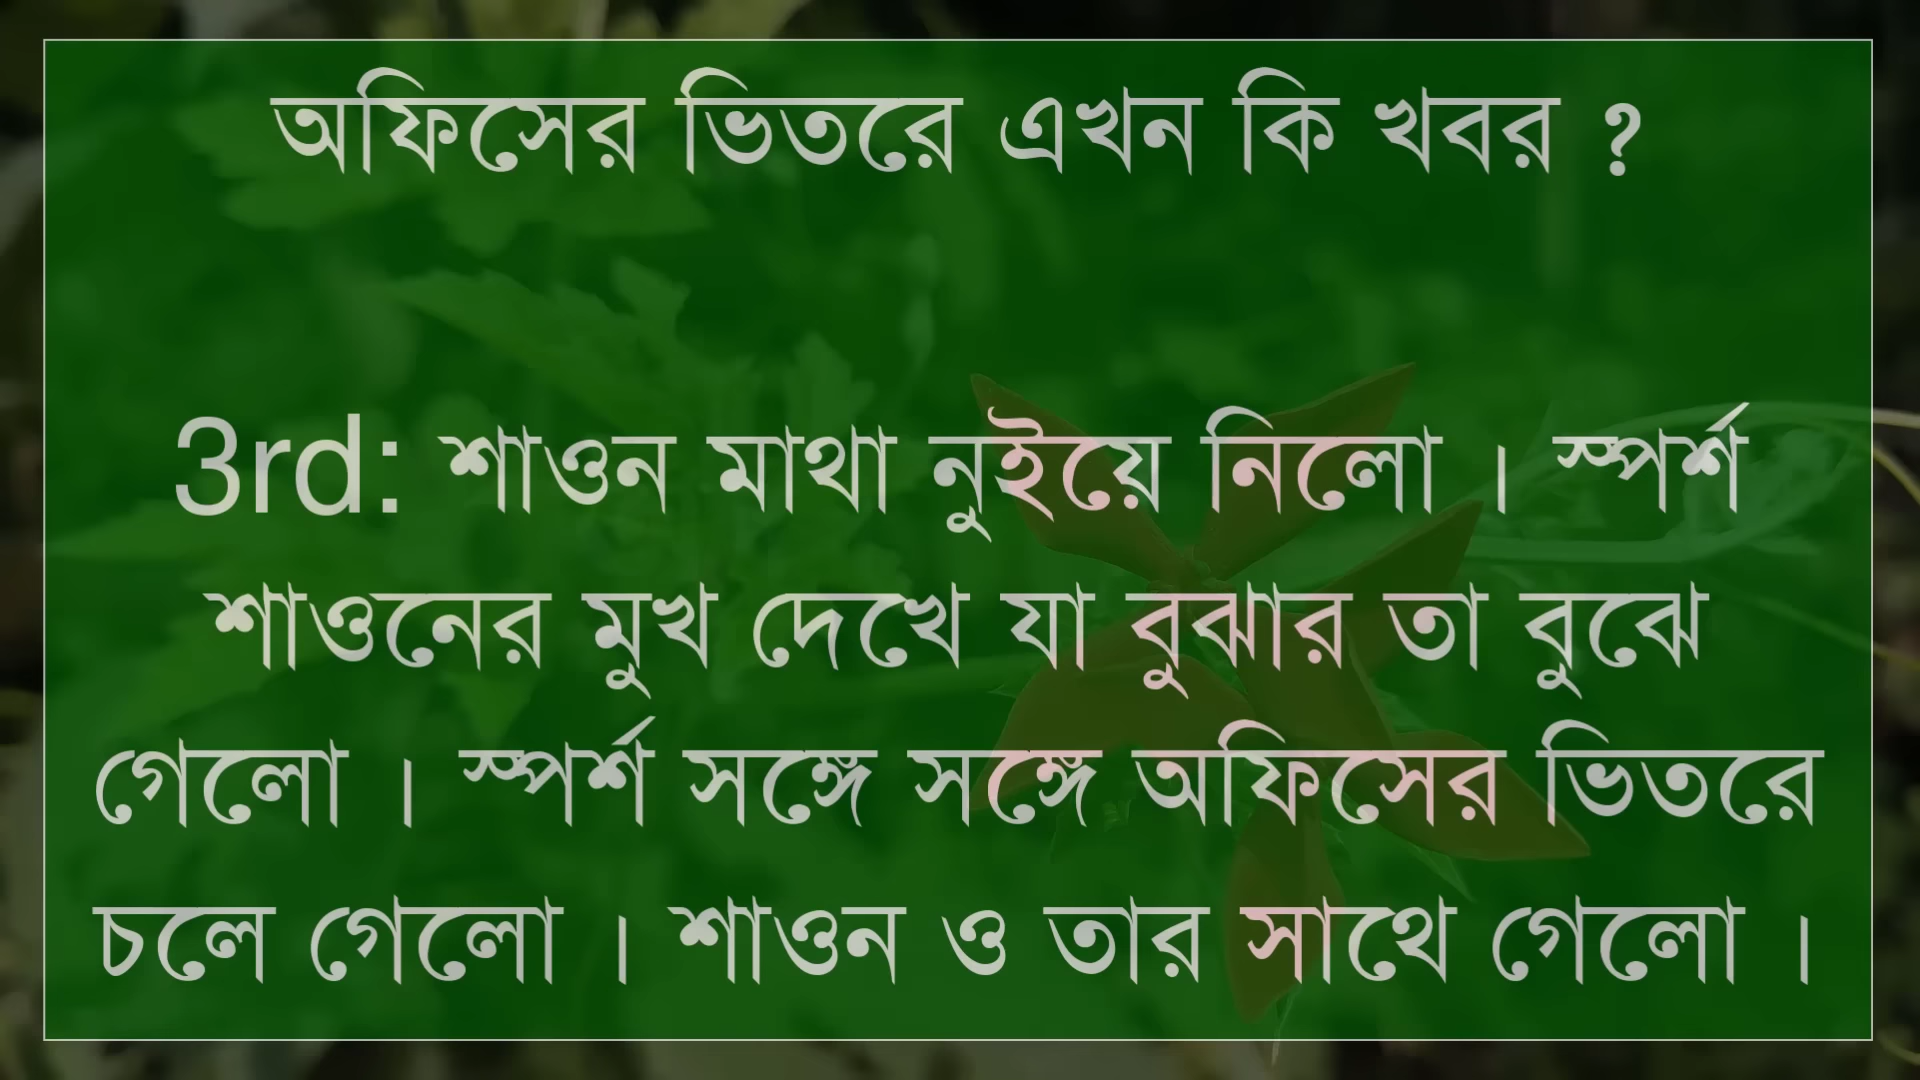 অফিসের ভিতরে এখন কি খবর ?
3rd: শাওন মাথা নুইয়ে নিলো । স্পর্শ
শাওনের মুখ দেখে যা বুঝার তা বুঝে
গেলো । স্পর্শ সঙ্গে সঙ্গে অফিসের ভিতরে
চলে গেলো । শাওন ও তার সাথে গেলো ।